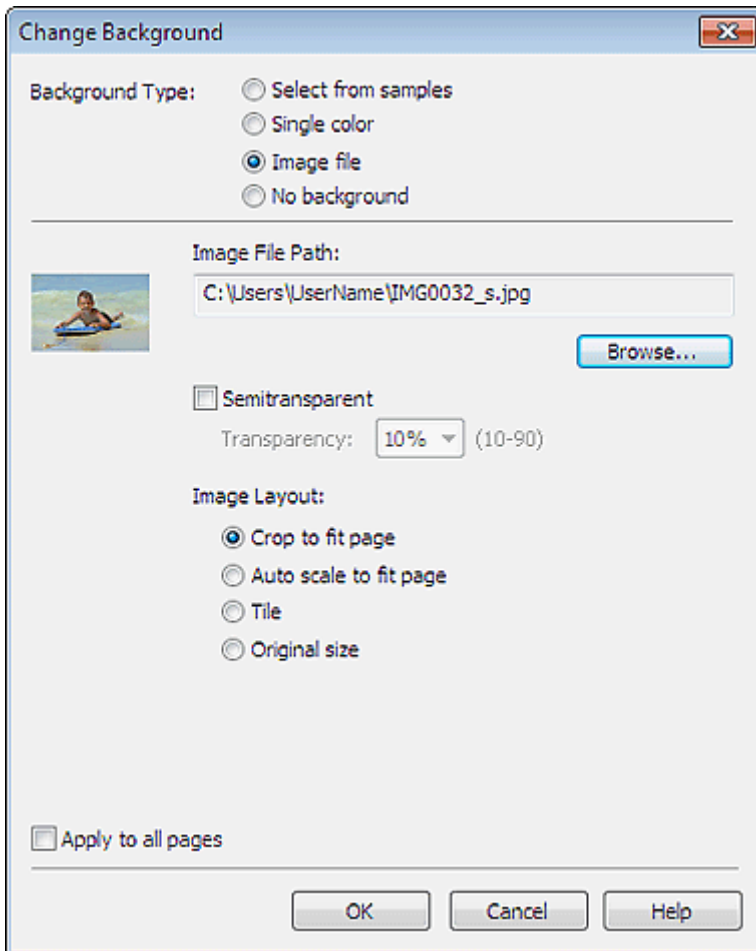 Change Background
Background Type:
Select from samples
Single color
Image file
No background
Image File Path:
C:\Users\UserName\IMG0032_s.jpg
Browse...
Semitransparent
Transparency: 10% (10-90)
Image Layout:
Crop to fit page
Auto scale to fit page
Tile
Original size
Apply to all pages
OK Cancel Help